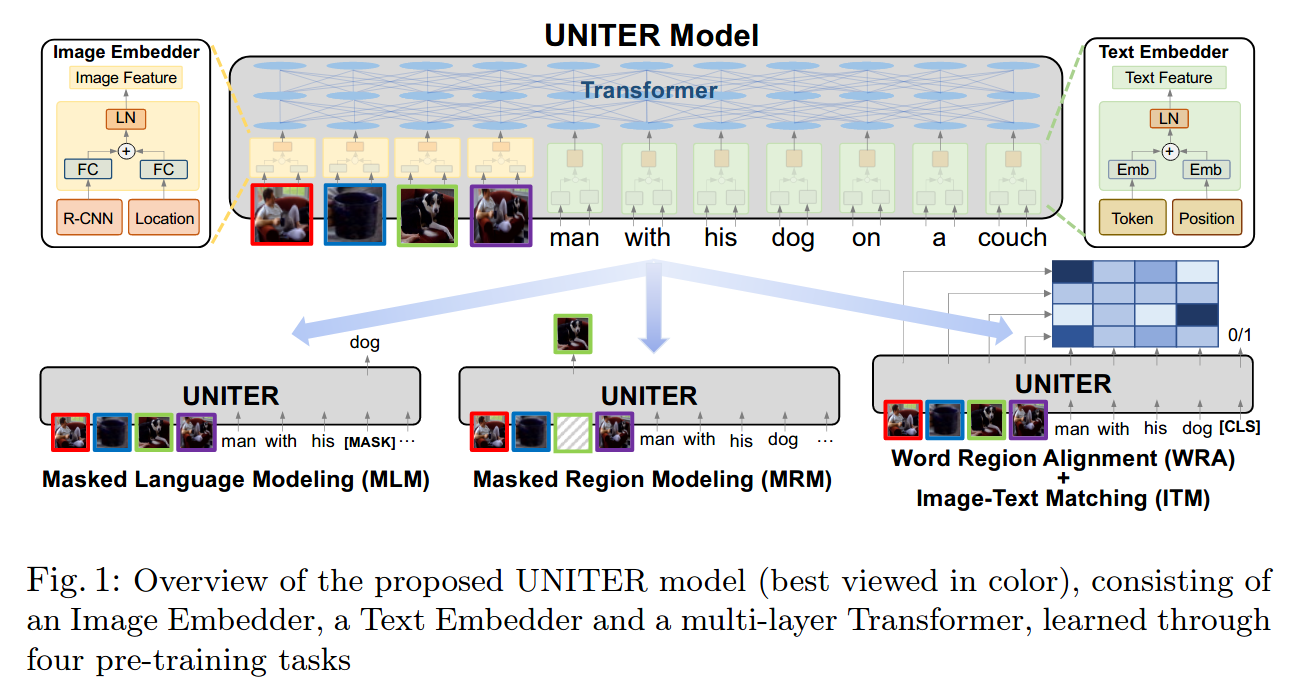 UNITER Model
Image Embedder
Image Feature
LN
+
FC
FC
R-CNN
Location
Transformer
man with his dog on a couch
Text Embedder
Text Feature
LN
+
Emb
Emb
Token
Position
dog
UNITER
man with his [MASK] ...
Masked Language Modeling (MLM)
UNITER
man with his dog ...
Masked Region Modeling (MRM)
0/1
UNITER
man with his dog [CLS]
Word Region Alignment (WRA)
+
Image-Text Matching (ITM)
Fig. 1: Overview of the proposed UNITER model (best viewed in color), consisting of
an Image Embedder, a Text Embedder and a multi-layer Transformer, learned through
four pre-training tasks